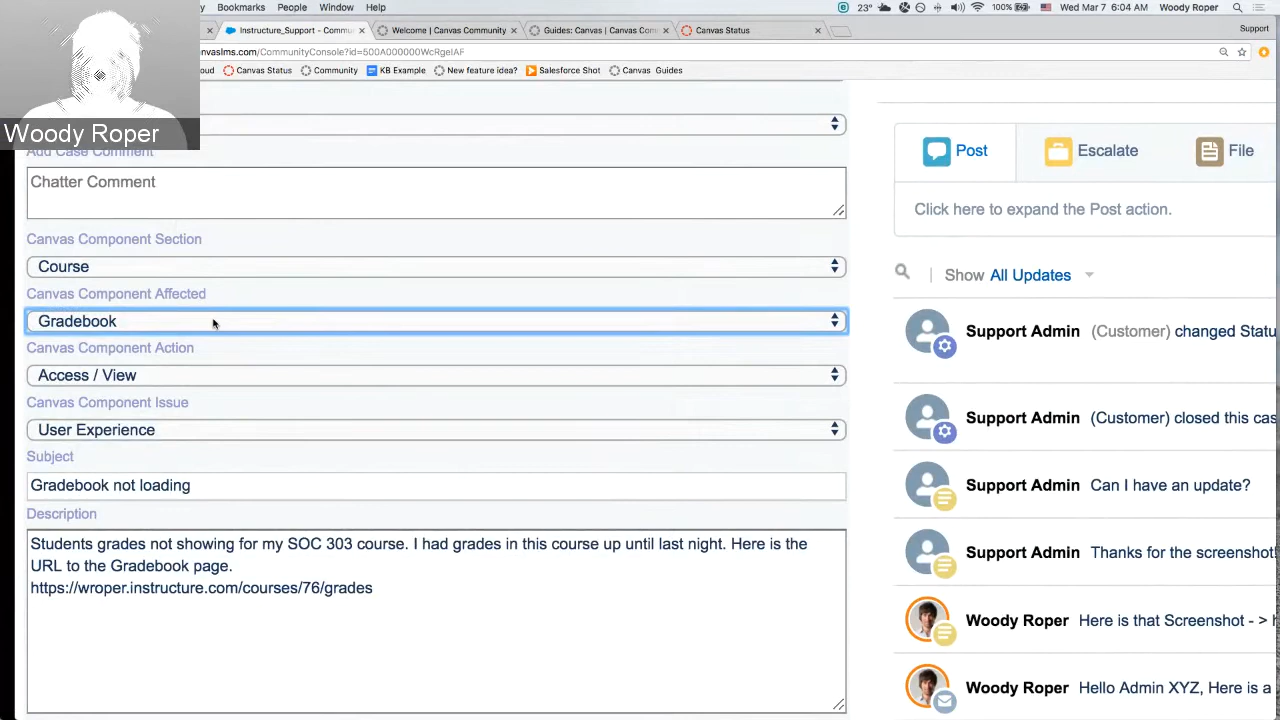 Bookmarks People Window Help 23° 100% Wed Mar 7 6:04 AM Woody Roper
Instructure_Support - Commu Welcome | Canvas Community Guides: Canvas | Canvas Com Canvas Status Support
nvaslms.com/CommunityConsole?id=500A000000WcRgeIAF
oud Canvas Status Community KB Example New feature idea? Salesforce Shot Canvas Guides
Woody Roper
Add Case Comment
Chatter Comment
Canvas Component Section
Course
Canvas Component Affected
Gradebook
Canvas Component Action
Access / View
Canvas Component Issue
User Experience
Subject
Gradebook not loading
Description
Students grades not showing for my SOC 303 course. I had grades in this course up until last night. Here is the
URL to the Gradebook page.
https://wroper.instructure.com/courses/76/grades
Post Escalate File
Click here to expand the Post action.
Show All Updates
Support Admin (Customer) changed Statu
Support Admin (Customer) closed this cas
Support Admin Can I have an update?
Support Admin Thanks for the screenshot!
Woody Roper Here is that Screenshot - > h
Woody Roper Hello Admin XYZ, Here is a